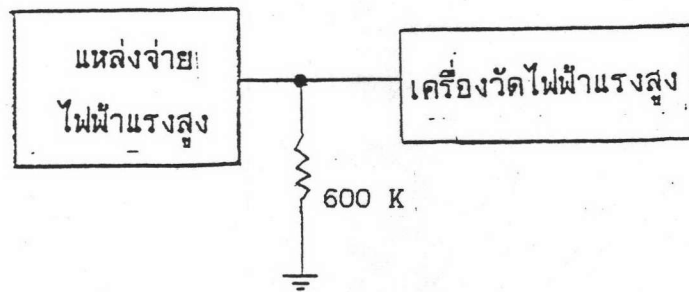 แหล่งจ่าย
ไฟฟ้าแรงสูง
เครื่องวัดไฟฟ้าแรงสูง
600 K